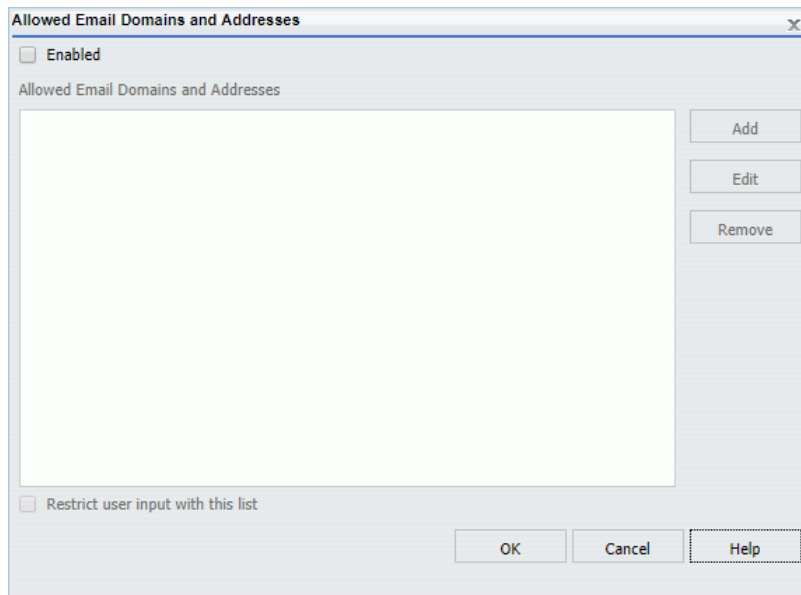 Allowed Email Domains and Addresses
x
Enabled
Allowed Email Domains and Addresses
Add
Edit
Remove
Restrict user input with this list
OK Cancel Help